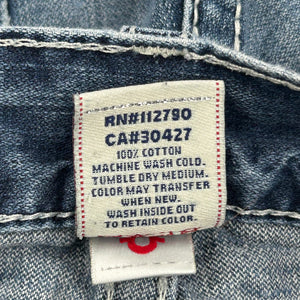 RN#112790
CA#30427
100% COTTON
MACHINE WASH COLD.
TUMBLE DRY MEDIUM.
COLOR MAY TRANSFER
WHEN NEW.
WASH INSIDE OUT
TO RETAIN COLOR.